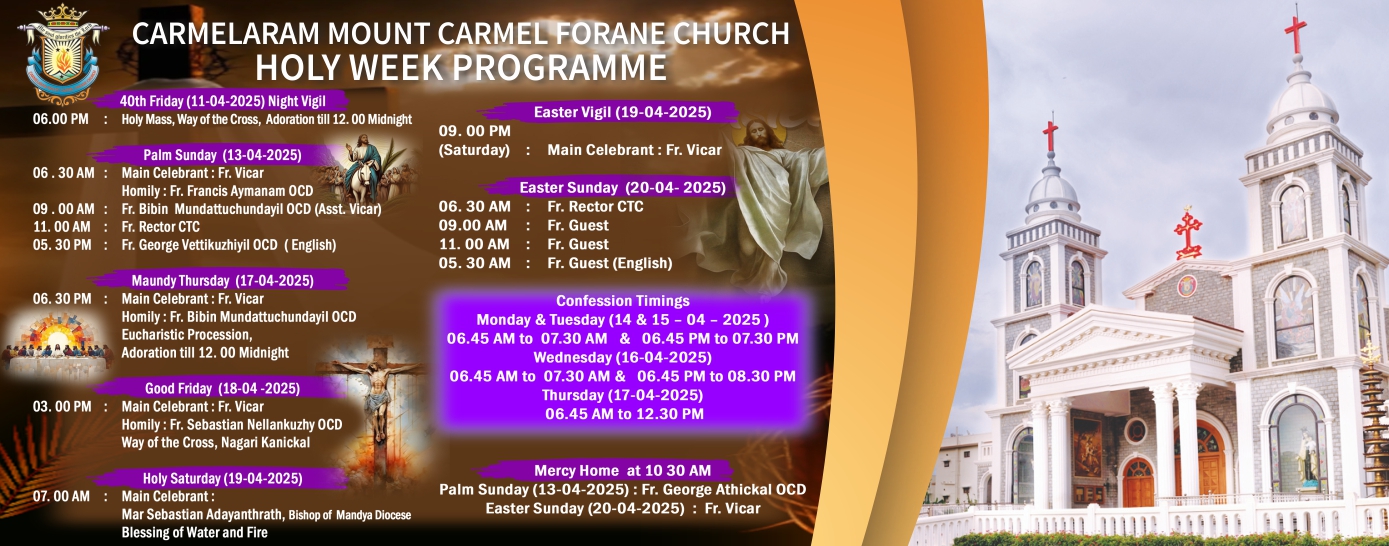 CARMELARAM MOUNT CARMEL FORANE CHURCH
HOLY WEEK PROGRAMME
40th Friday (11-04-2025) Night Vigil
06.00 PM : Holy Mass, Way of the Cross, Adoration till 12. 00 Midnight
Palm Sunday (13-04-2025)
06 . 30 AM : Main Celebrant : Fr. Vicar
Homily : Fr. Francis Aymanam OCD
09 . 00 AM : Fr. Bibin Mundattuchundayil OCD (Asst. Vicar)
11. 00 AM : Fr. Rector CTC
05. 30 PM : Fr. George Vettikuzhiyil OCD ( English)
Maundy Thursday (17-04-2025)
06. 30 PM : Main Celebrant : Fr. Vicar
Homily : Fr. Bibin Mundattuchundayil OCD
Eucharistic Procession,
Adoration till 12. 00 Midnight
Good Friday (18-04 -2025)
03. 00 PM : Main Celebrant : Fr. Vicar
Homily : Fr. Sebastian Nellankuzhy OCD
Way of the Cross, Nagari Kanickal
Holy Saturday (19-04-2025)
07. 00 AM : Main Celebrant :
Mar Sebastian Adayanthrath, Bishop of Mandya Diocese
Blessing of Water and Fire
Easter Vigil (19-04-2025)
09. 00 PM
(Saturday) : Main Celebrant : Fr. Vicar
Easter Sunday (20-04- 2025)
06. 30 AM : Fr. Rector CTC
09.00 AM : Fr. Guest
11. 00 AM : Fr. Guest
05. 30 AM : Fr. Guest (English)
Confession Timings
Monday & Tuesday (14 & 15 – 04 – 2025 )
06.45 AM to 07.30 AM & 06.45 PM to 07.30 PM
Wednesday (16-04-2025)
06.45 AM to 07.30 AM & 06.45 PM to 08.30 PM
Thursday (17-04-2025)
06.45 AM to 12.30 PM
Mercy Home at 10 30 AM
Palm Sunday (13-04-2025) : Fr. George Athickal OCD
Easter Sunday (20-04-2025) : Fr. Vicar